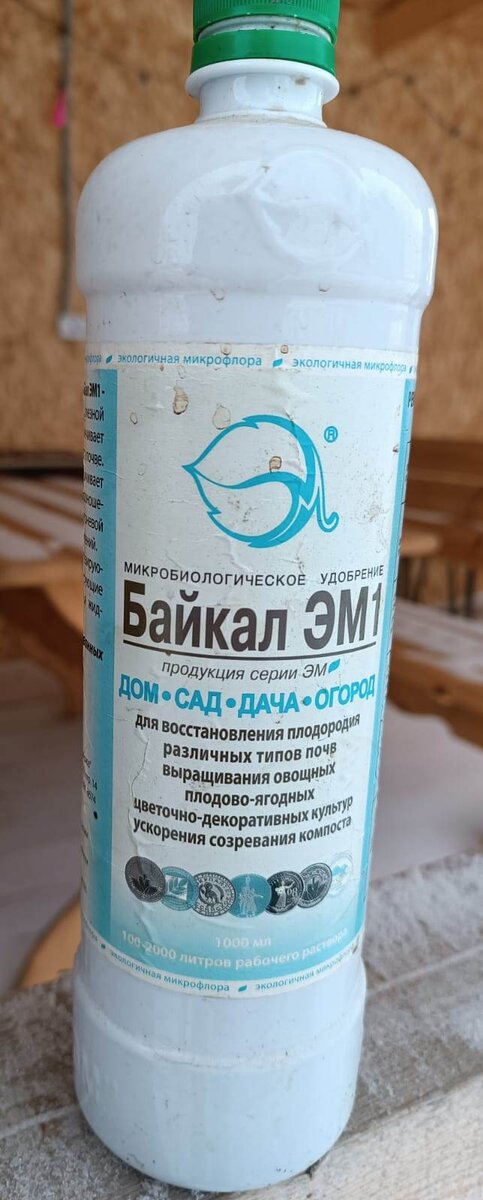 экологичная микрофлора
экологичная микрофлора
®
МИКРОБИОЛОГИЧЕСКОЕ УДОБРЕНИЕ
Байкал ЭМ1
продукция серии ЭМ
ДОМ•САД•ДАЧА•ОГОРОД
для восстановления плодородия
различных типов почв
выращивания овощных
плодово-ягодных
цветочно-декоративных культур
ускорения созревания компоста
1000 мл
100-2000 литров рабочего раствора
экологичная микрофлора
экологичная микрофлора